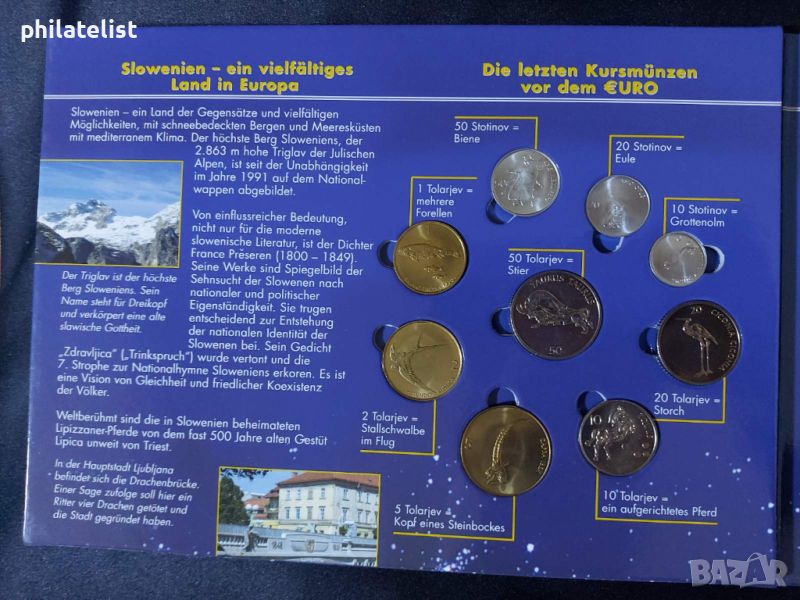 philatelist
Slowenien – ein vielfältiges
Land in Europa
Slowenien – ein Land der Gegensätze und vielfältigen
Möglichkeiten, mit schneebedeckten Bergen und Meeresküsten
mit mediterranem Klima. Der höchste Berg Sloweniens, der
2.863 m hohe Triglav der Julischen
Alpen, ist seit der Unabhängigkeit
im Jahre 1991 auf dem National-
wappen abgebildet.
Von einflussreicher Bedeutung,
nicht nur für die moderne
slowenische Literatur, ist der Dichter
France Prešeren (1800 – 1849).
Seine Werke sind Spiegelbild der
Sehnsucht der Slowenen nach
nationaler und politischer
Eigenständigkeit. Sie trugen
entscheidend zur Entstehung
der nationalen Identität der
Slowenen bei. Sein Gedicht
„Zdravljica“ („Trinkspruch“) wurde vertont und die
7. Strophe zur Nationalhymne Sloweniens erkoren. Es ist
eine Vision von Gleichheit und friedlicher Koexistenz
der Völker.
Weltberühmt sind die in Slowenien beheimateten
Lipizzaner-Pferde von dem fast 500 Jahre alten Gestüt
Lipica unweit von Triest.
Der Triglav ist der höchste
Berg Sloweniens. Sein
Name steht für Dreikopf
und verkörpert eine alte
slawische Gottheit.
In der Hauptstadt Ljubljana
befindet sich die Drachenbrücke.
Einer Sage zufolge soll hier ein
Ritter vier Drachen getötet und
die Stadt gegründet haben.
Die letzten Kursmünzen
vor dem €URO
50 Stotinov =
Biene
20 Stotinov =
Eule
1 Tolarjev =
mehrere
Forellen
10 Stotinov =
Grottenolm
50 Tolarjev =
Stier
TAURUS TAURUS
50
20
CICONIA CICONIA
2
2 Tolarjev =
Stallschwalbe
im Flug
20 Tolarjev =
Storch
5
10
5 Tolarjev =
Kopf eines Steinbockes
10 Tolarjev =
ein aufgerichtetes Pferd
BAZAR